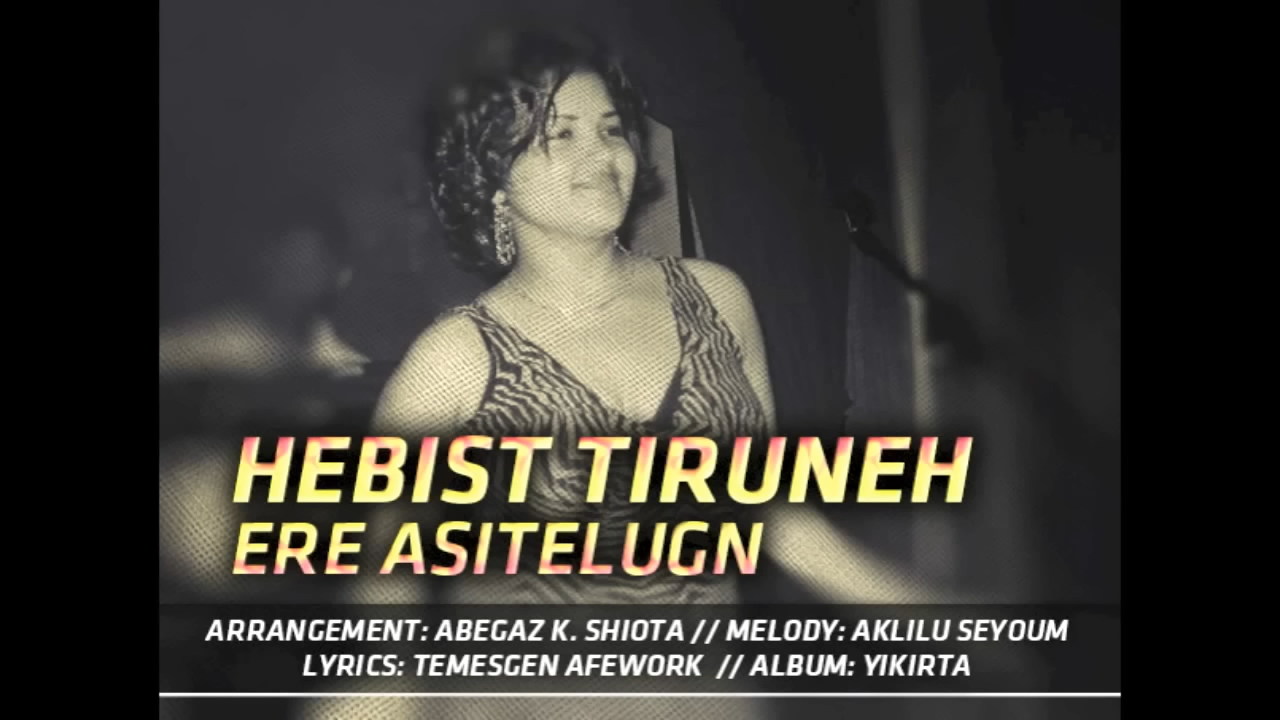 HEBIST TIRUNEH
ERE ASITELUGN
ARRANGEMENT: ABEGAZ K. SHIOTA // MELODY: AKLILU SEYOUM
LYRICS: TEMESGEN AFEWORK // ALBUM: YIKIRTA